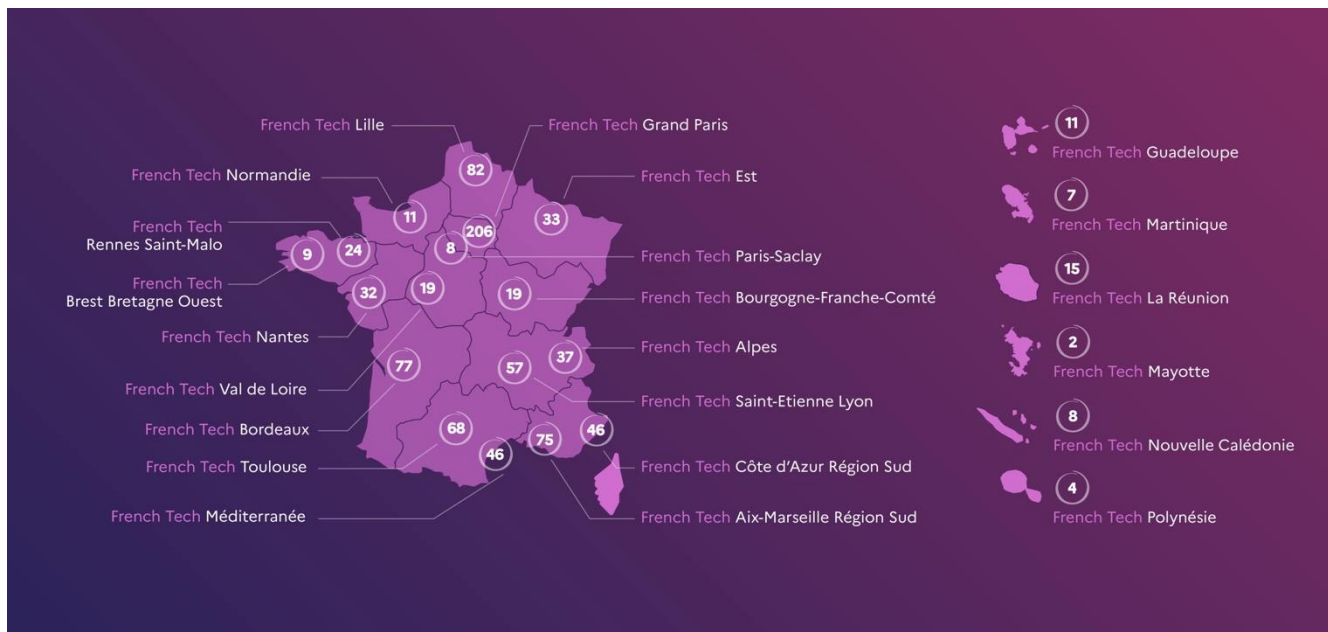 French Tech Lille
French Tech Grand Paris
French Tech Normandie
French Tech Est
French Tech
Rennes Saint-Malo
French Tech Paris-Saclay
French Tech
Brest Bretagne Ouest
French Tech Bourgogne-Franche-Comté
French Tech Nantes
French Tech Alpes
French Tech Val de Loire
French Tech Saint-Etienne Lyon
French Tech Bordeaux
French Tech Toulouse
French Tech Côte d'Azur Région Sud
French Tech Méditerranée
French Tech Aix-Marseille Région Sud
82
11
206
33
9
24
8
32
19
19
77
57
37
68
46
75
46
11
French Tech Guadeloupe
7
French Tech Martinique
15
French Tech La Réunion
2
French Tech Mayotte
8
French Tech Nouvelle Calédonie
4
French Tech Polynésie